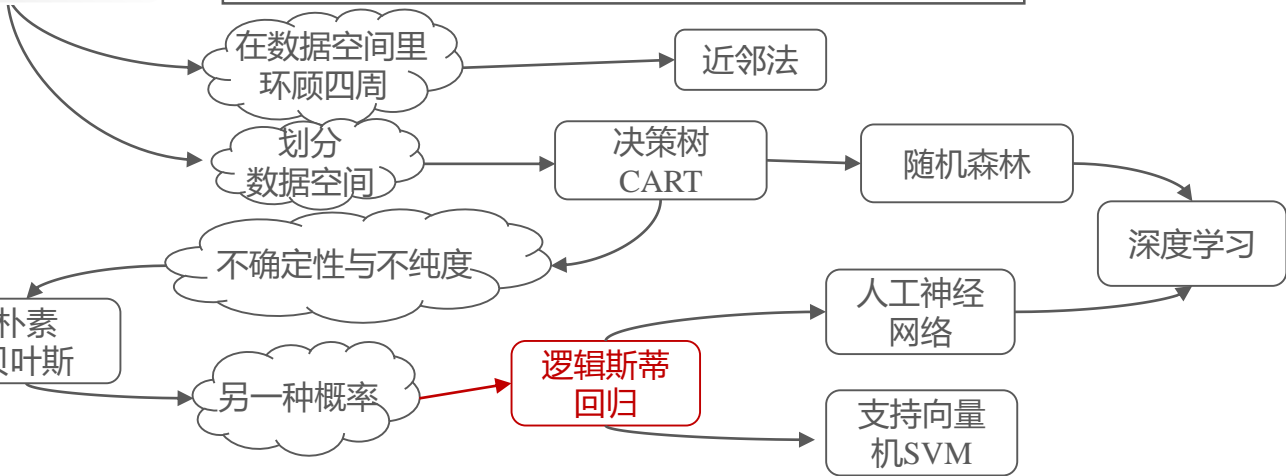 在数据空间里
环顾四周
近邻法
划分
数据空间
决策树
CART
随机森林
深度学习
不确定性与不纯度
人工神经
网络
朴素
贝叶斯
另一种概率
逻辑斯蒂
回归
支持向量
机SVM